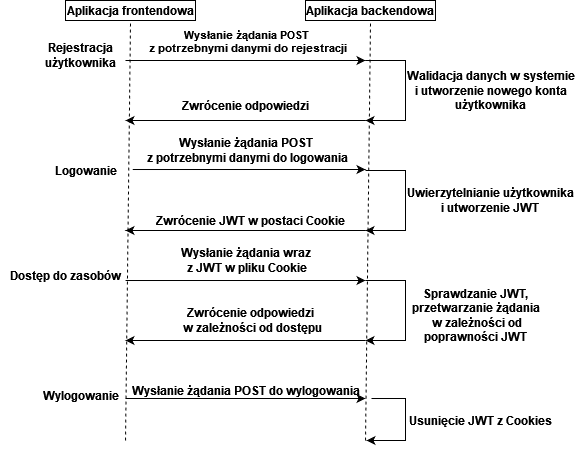 Aplikacja frontendowa
Aplikacja backendowa
Rejestracja
użytkownika
Wysłanie żądania POST
z potrzebnymi danymi do rejestracji
Walidacja danych w systemie
i utworzenie nowego konta
użytkownika
Zwrócenie odpowiedzi
Logowanie
Wysłanie żądania POST
z potrzebnymi danymi do logowania
Uwierzytelnianie użytkownika
i utworzenie JWT
Zwrócenie JWT w postaci Cookie
Dostęp do zasobów
Wysłanie żądania wraz
z JWT w pliku Cookie
Sprawdzanie JWT,
przetwarzanie żądania
w zależności od
poprawności JWT
Zwrócenie odpowiedzi
w zależności od dostępu
Wylogowanie
Wysłanie żądania POST do wylogowania
Usunięcie JWT z Cookies